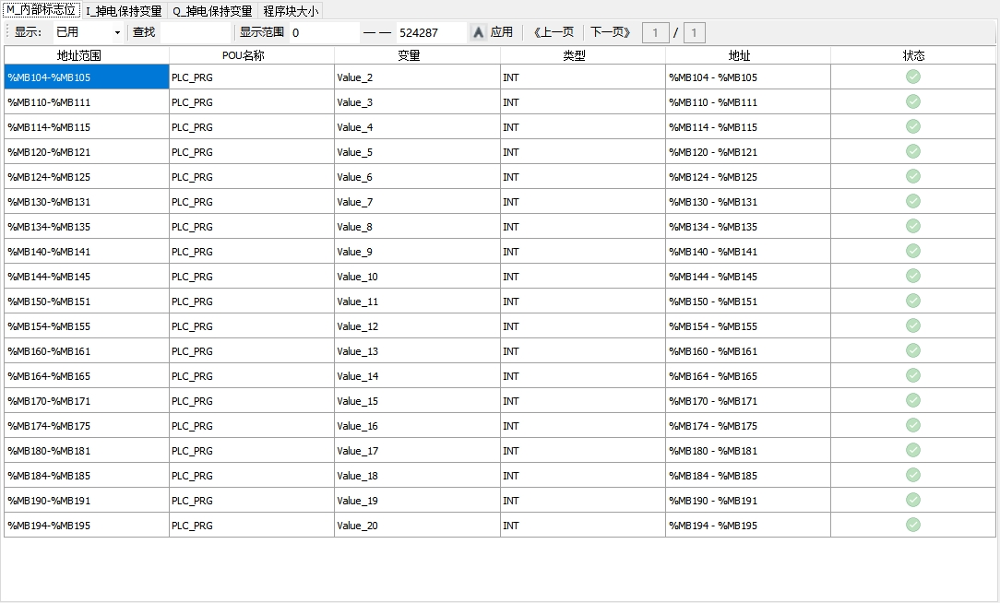 M_内部标志位 I_掉电保持变量 Q_掉电保持变量 程序块大小
显示: 已用 查找 显示范围 0 — — 524287 应用 《上一页 下一页》 1 / 1
地址范围 POU名称 变量 类型 地址 状态
%MB104-%MB105 PLC_PRG Value_2 INT %MB104 - %MB105
%MB110-%MB111 PLC_PRG Value_3 INT %MB110 - %MB111
%MB114-%MB115 PLC_PRG Value_4 INT %MB114 - %MB115
%MB120-%MB121 PLC_PRG Value_5 INT %MB120 - %MB121
%MB124-%MB125 PLC_PRG Value_6 INT %MB124 - %MB125
%MB130-%MB131 PLC_PRG Value_7 INT %MB130 - %MB131
%MB134-%MB135 PLC_PRG Value_8 INT %MB134 - %MB135
%MB140-%MB141 PLC_PRG Value_9 INT %MB140 - %MB141
%MB144-%MB145 PLC_PRG Value_10 INT %MB144 - %MB145
%MB150-%MB151 PLC_PRG Value_11 INT %MB150 - %MB151
%MB154-%MB155 PLC_PRG Value_12 INT %MB154 - %MB155
%MB160-%MB161 PLC_PRG Value_13 INT %MB160 - %MB161
%MB164-%MB165 PLC_PRG Value_14 INT %MB164 - %MB165
%MB170-%MB171 PLC_PRG Value_15 INT %MB170 - %MB171
%MB174-%MB175 PLC_PRG Value_16 INT %MB174 - %MB175
%MB180-%MB181 PLC_PRG Value_17 INT %MB180 - %MB181
%MB184-%MB185 PLC_PRG Value_18 INT %MB184 - %MB185
%MB190-%MB191 PLC_PRG Value_19 INT %MB190 - %MB191
%MB194-%MB195 PLC_PRG Value_20 INT %MB194 - %MB195